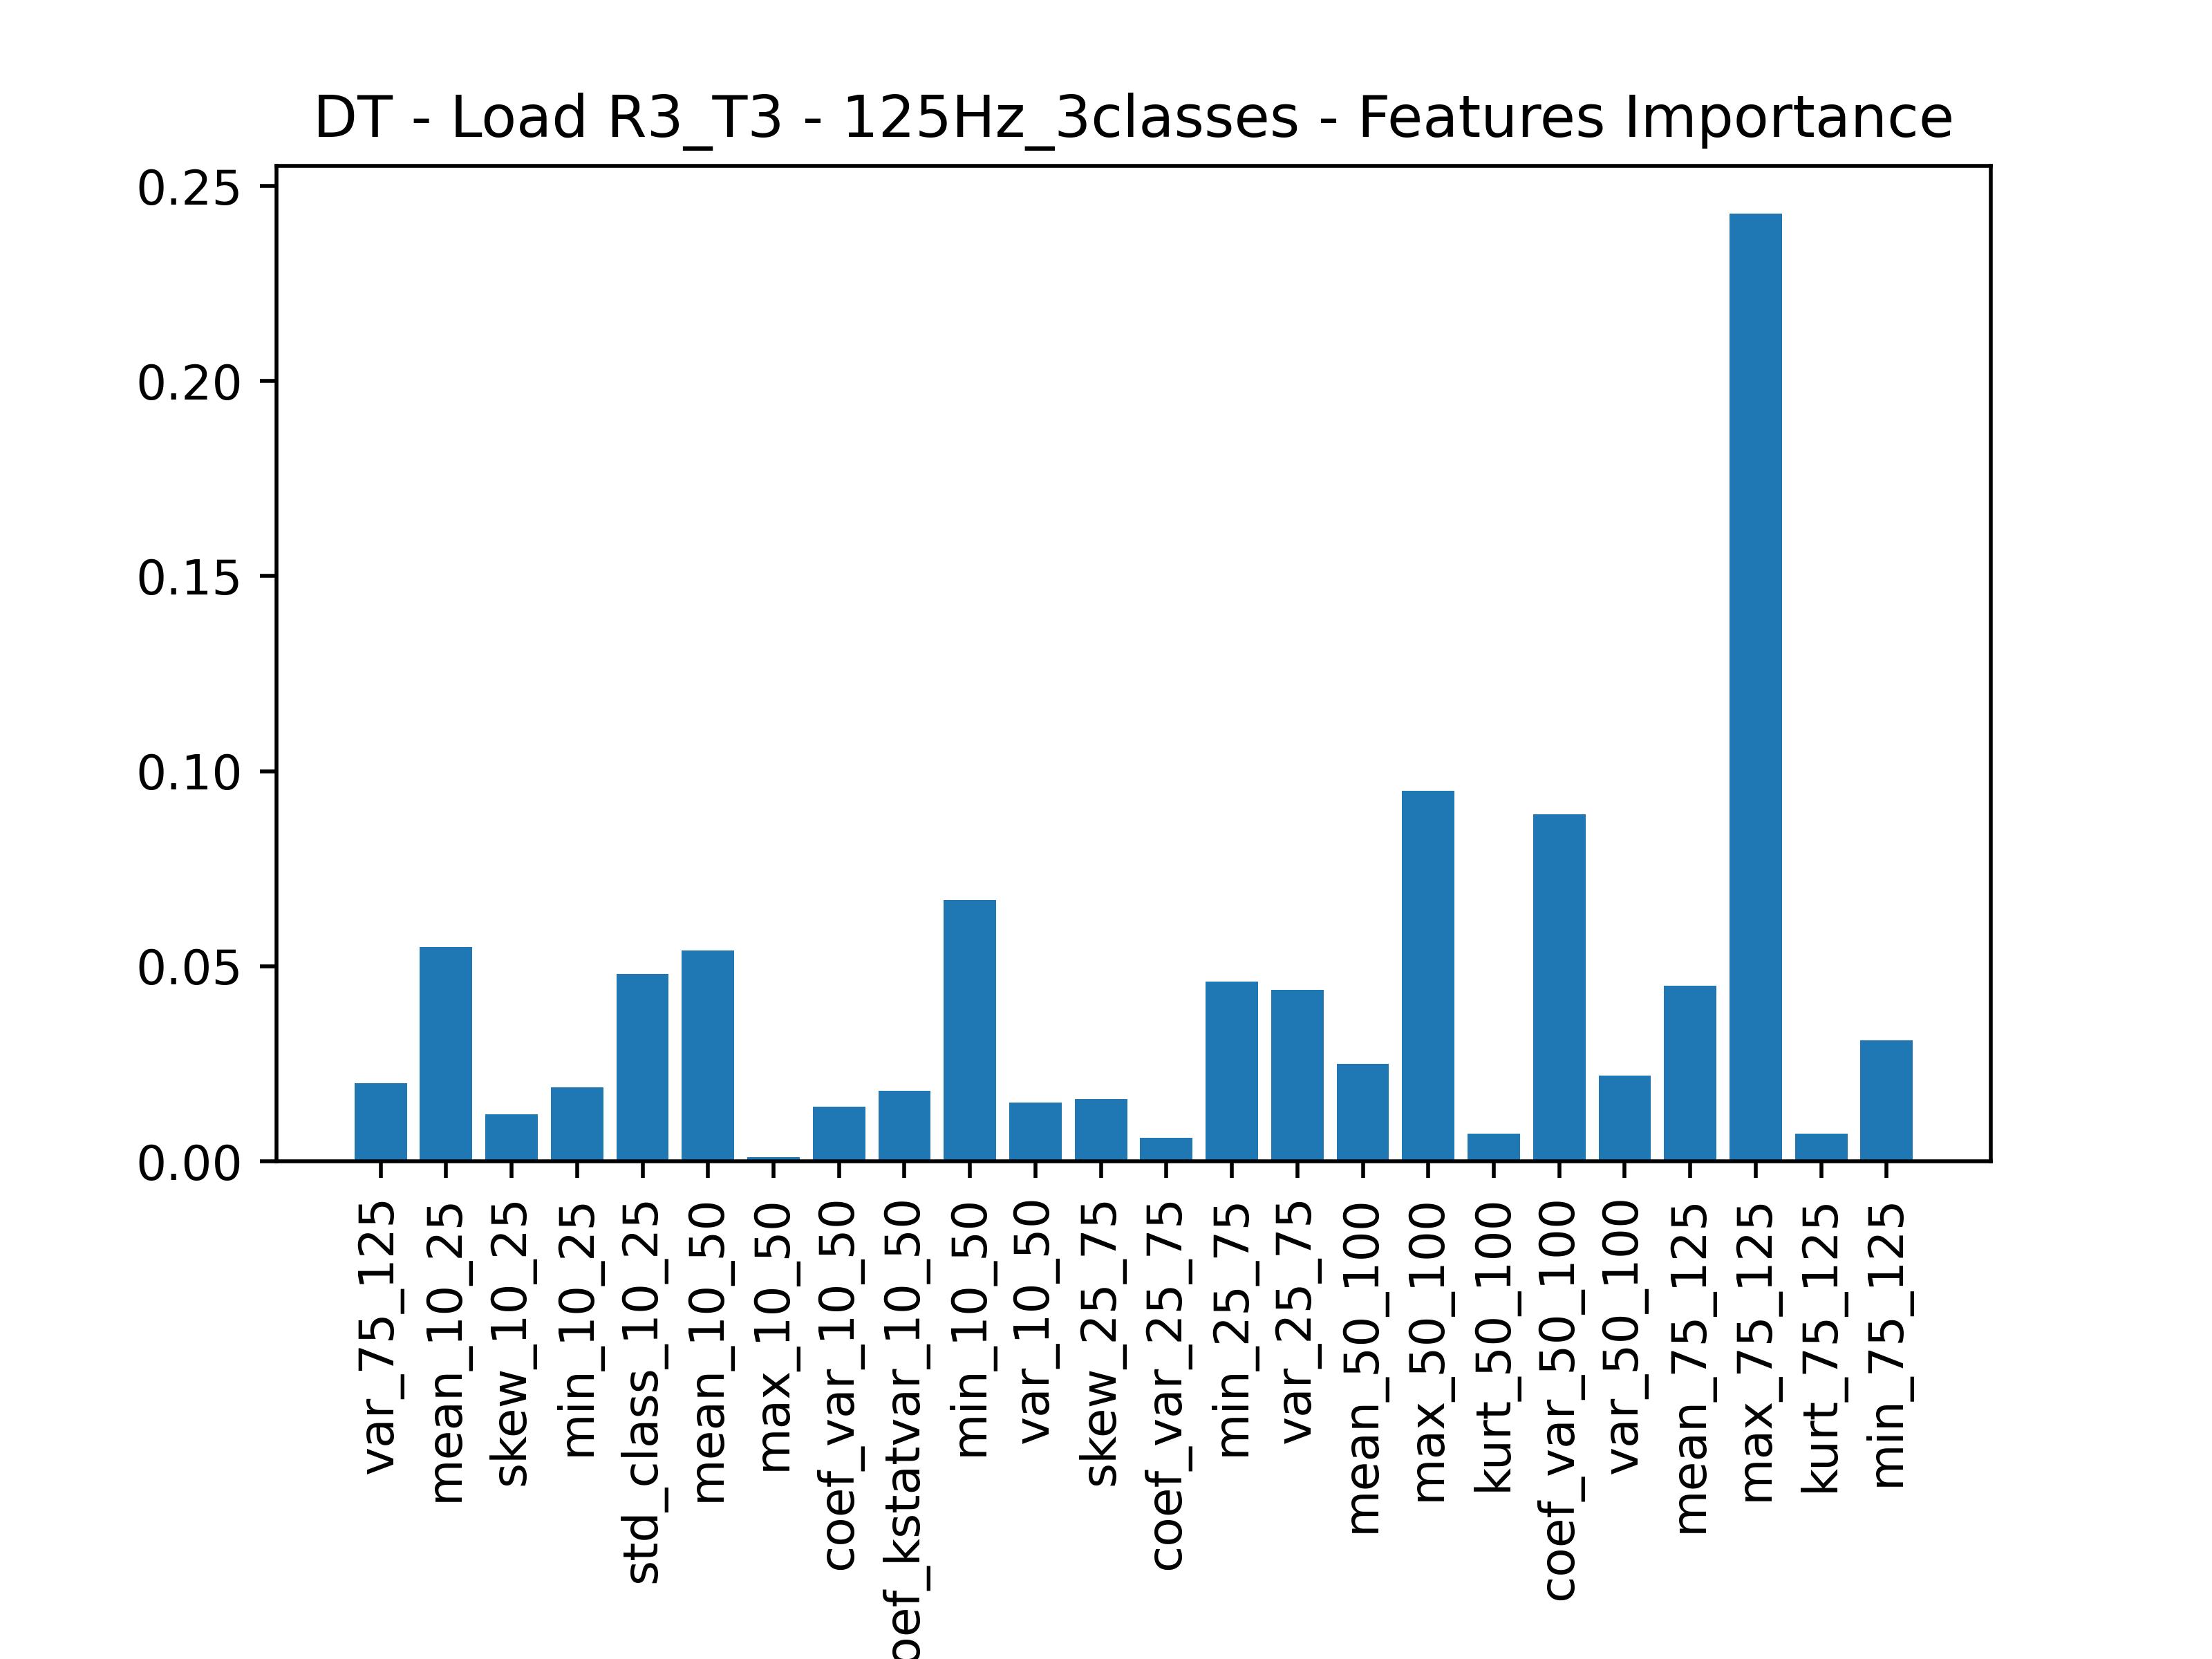 DT - Load R3_T3 - 125Hz_3classes - Features Importance
0.25
0.20
0.15
0.10
0.05
0.00
var_75_125
mean_10_25
skew_10_25
min_10_25
std_class_10_25
mean_10_50
max_10_50
coef_var_10_50
oef_kstatvar_10_50
min_10_50
var_10_50
skew_25_75
coef_var_25_75
min_25_75
var_25_75
mean_50_100
max_50_100
kurt_50_100
coef_var_50_100
var_50_100
mean_75_125
max_75_125
kurt_75_125
min_75_125